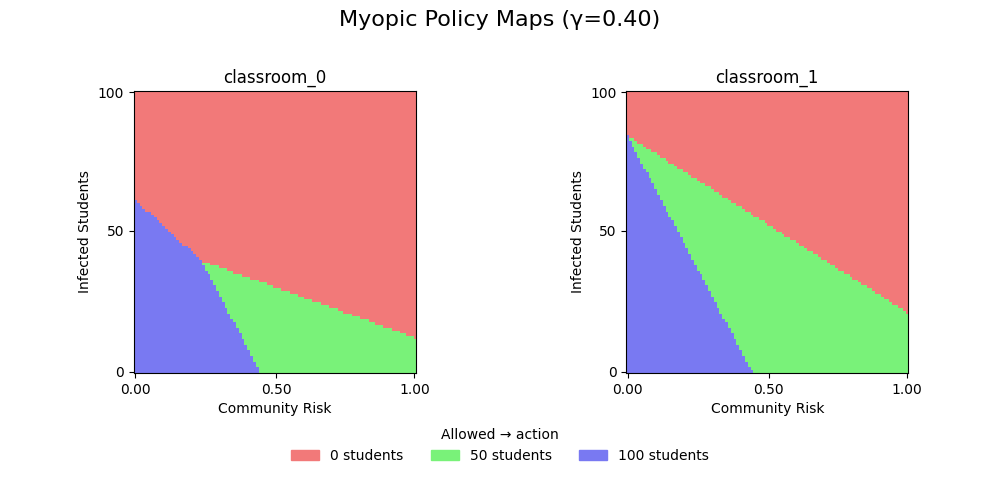 Myopic Policy Maps (γ=0.40)
classroom_0
classroom_1
100
50
0
Infected Students
0.00 0.50 1.00
Community Risk
100
50
0
Infected Students
0.00 0.50 1.00
Community Risk
Allowed → action
0 students 50 students 100 students